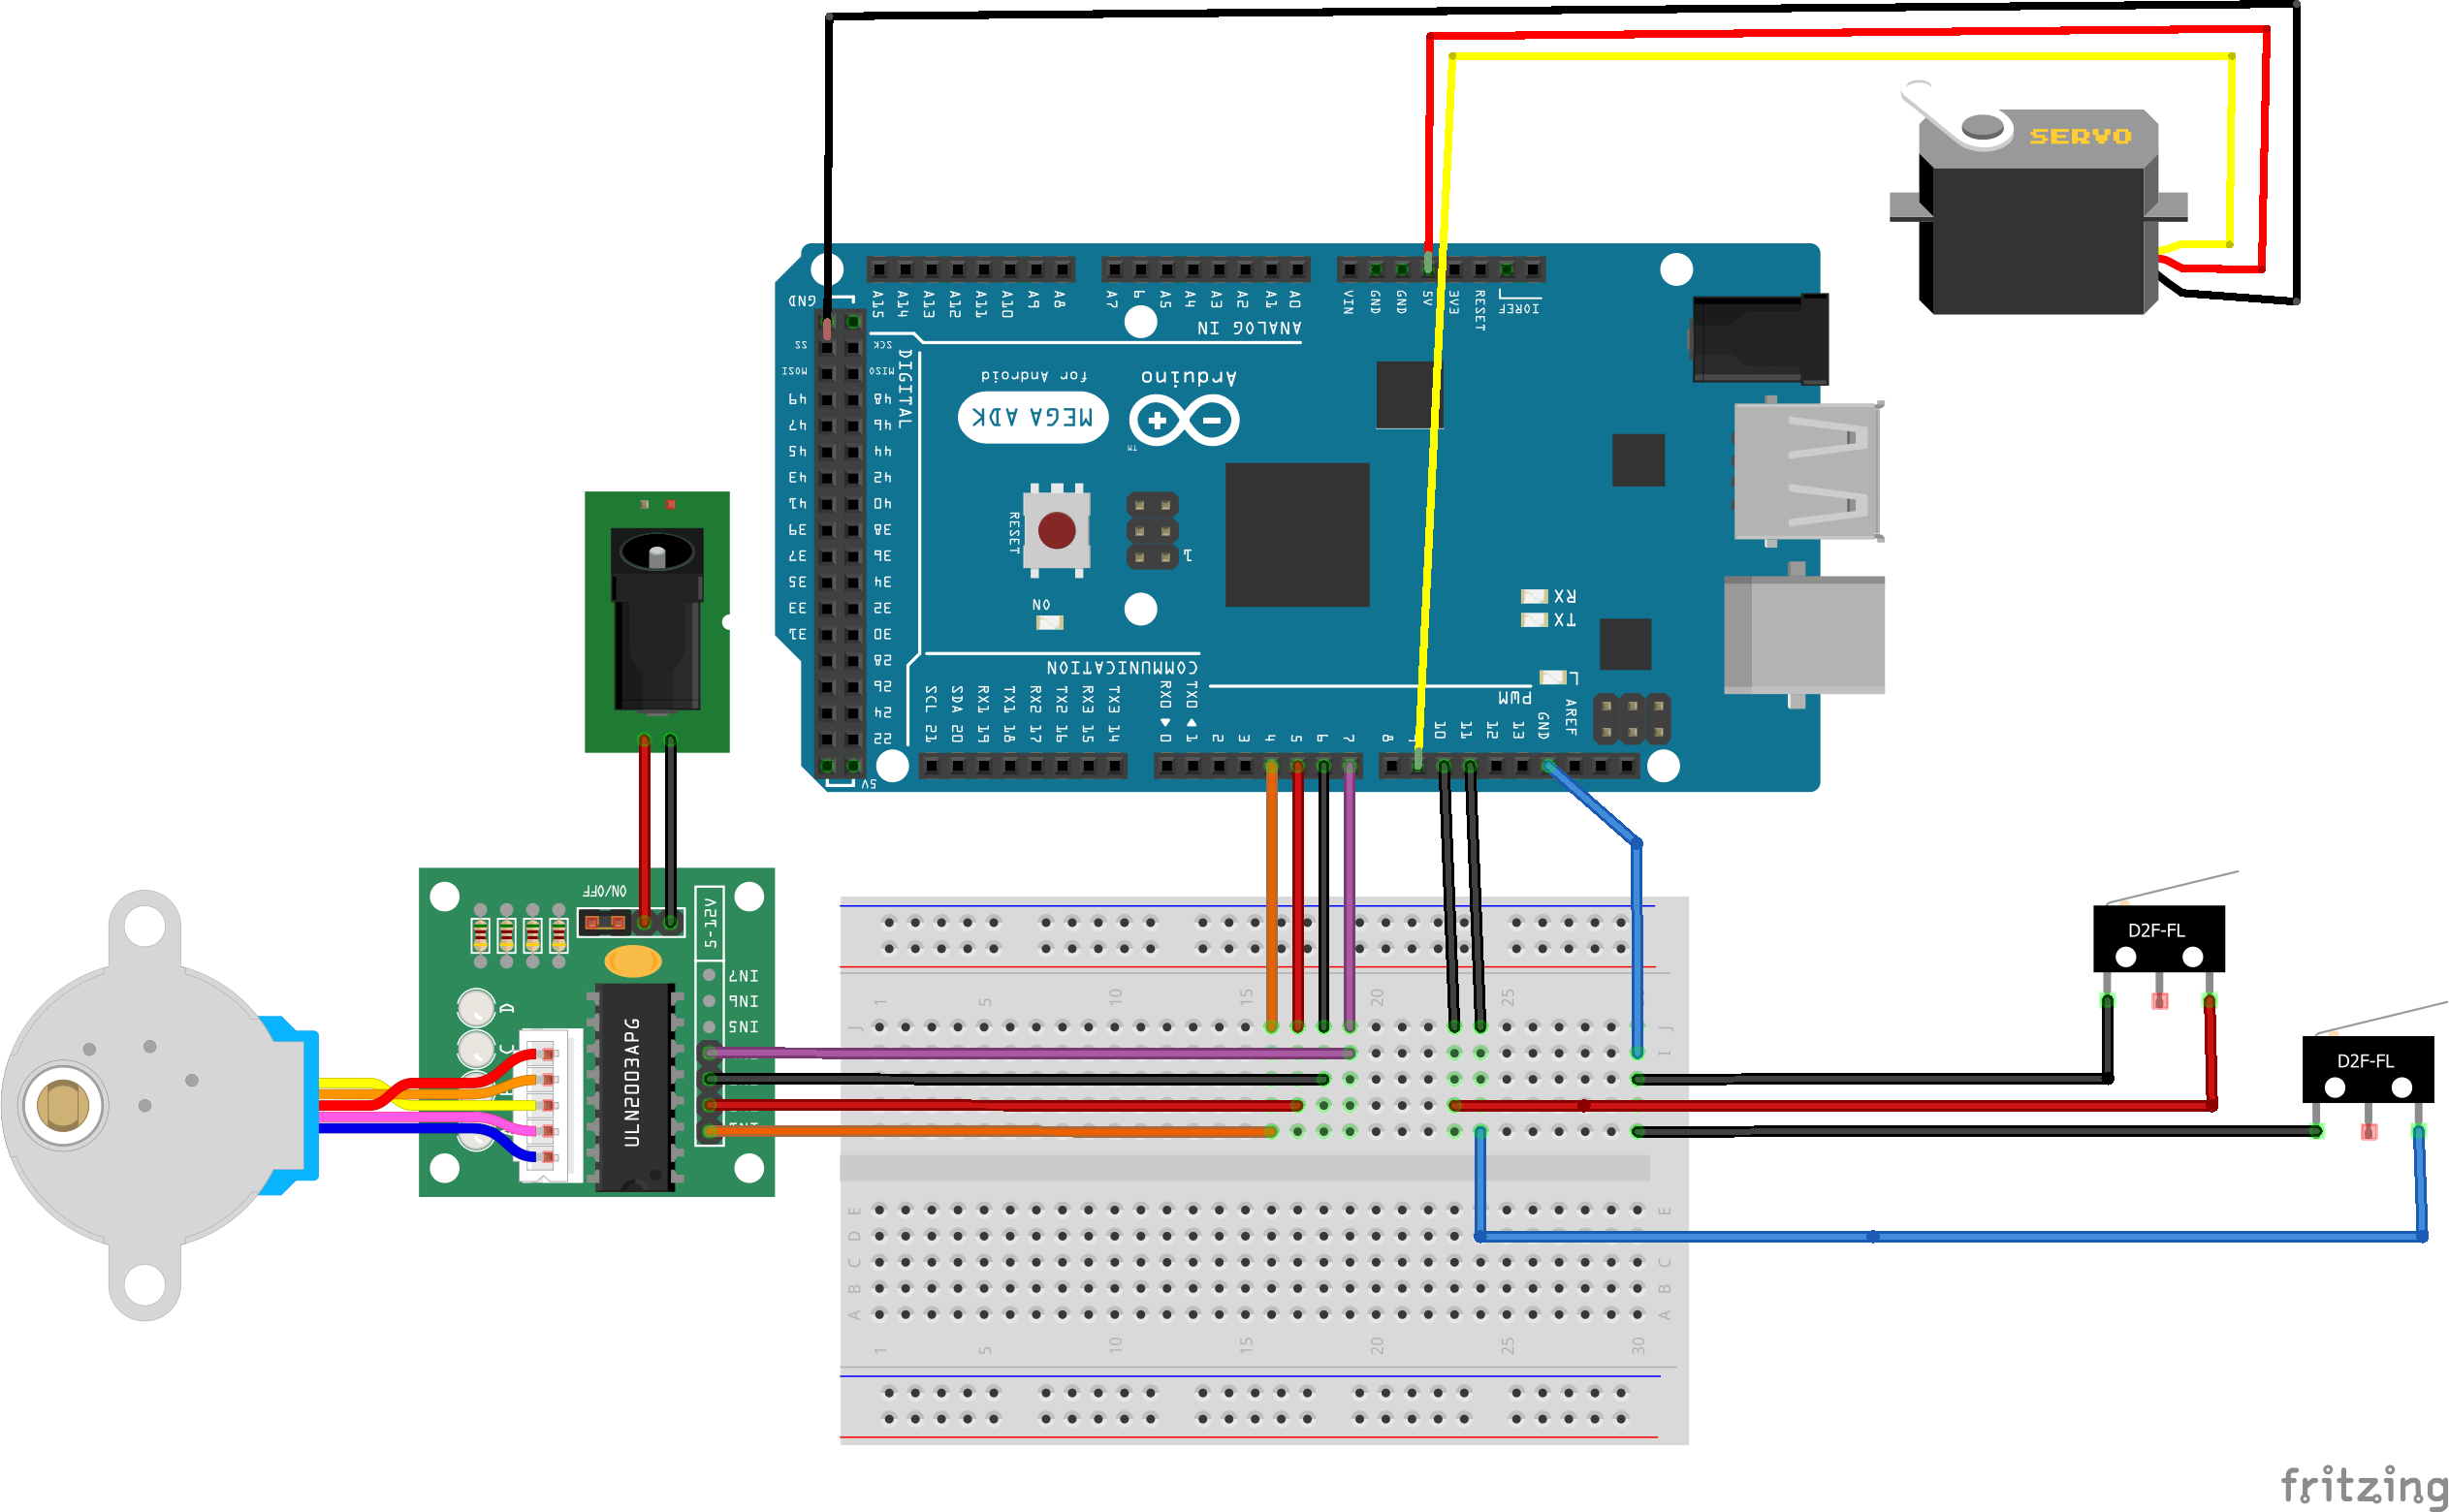 SERVO
GND
A15 A14 A13 A12 A11 A10 A9 A8
A7 6 A5 A4 A3 A2 A1 A0
VIN GND GND 5V 3V3 RESET IOREF
ANALOG IN
SS SCK
MOSI MISO
DIGITAL
for Android
Arduino
MEGA ADK
TM
49 48
47 46
45 44
43 42
41 40
39 38
37 36
35 34
33 32
31 30
28
26
24
22
RESET
1
ON
RX
TX
L
COMMUNICATION
PWM
SCL 21 SDA 20 RX1 19 TX1 18 RX2 17 TX2 16 RX3 15 TX3 14
RX0 0 TX0 1 2 3 4 5 6 7
8 10 11 12 13 GND AREF
5V
ON/OFF
5-12V
IN7
IN6
IN5
D
C
ULN2003APG
D2F-FL
D2F-FL
1 5 10 15 20 25
J J
I
E E
D D
C C
B B
A A
1 5 10 15 20 25 30
fritzing